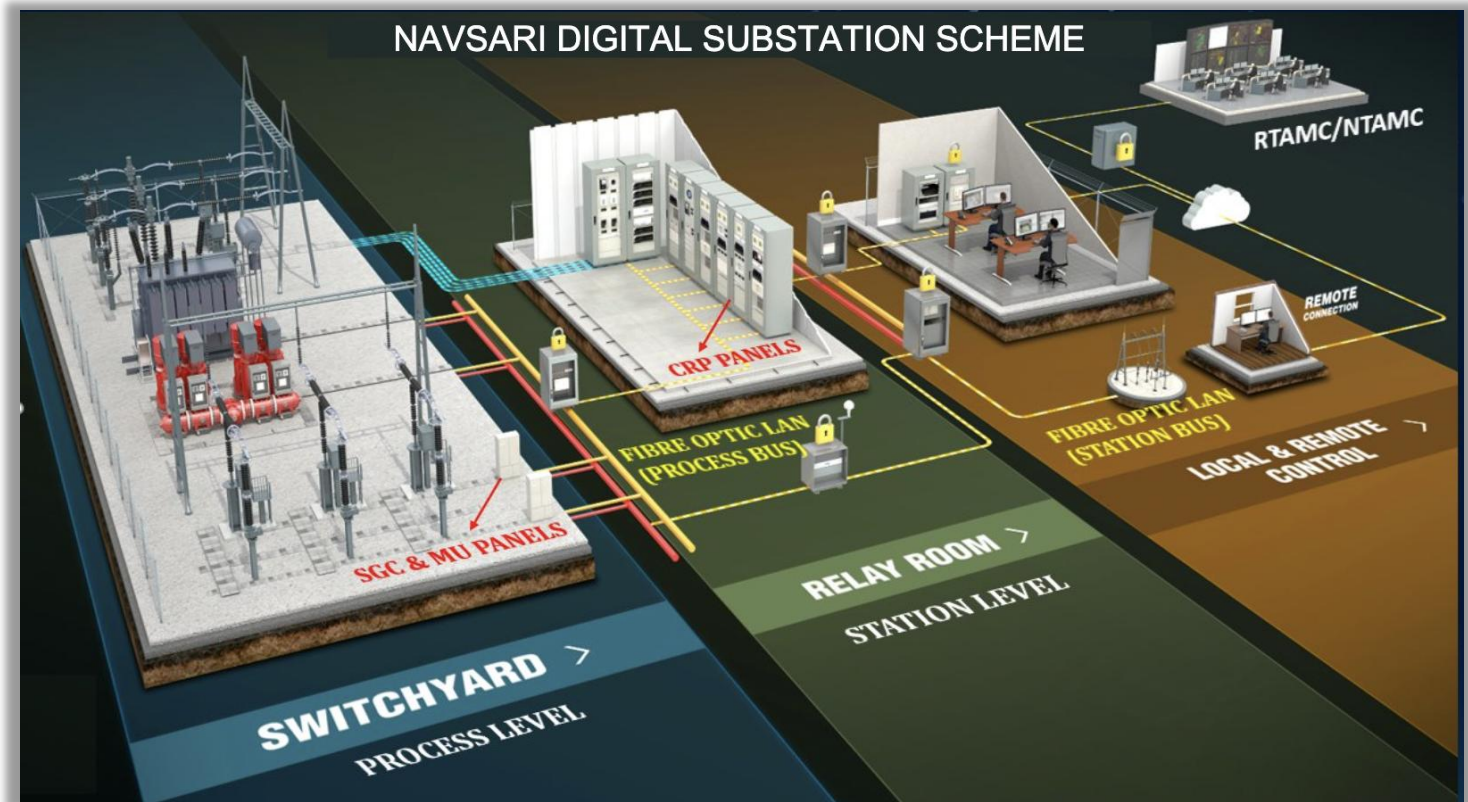 NAVSARI DIGITAL SUBSTATION SCHEME
RTAMC/NTAMC
REMOTE
CONNECTION
CRP PANELS
FIBRE OPTIC LAN
(PROCESS BUS)
FIBRE OPTIC LAN
(STATION BUS)
LOCAL & REMOTE
CONTROL
SGC & MU PANELS
RELAY ROOM
STATION LEVEL
SWITCHYARD
PROCESS LEVEL